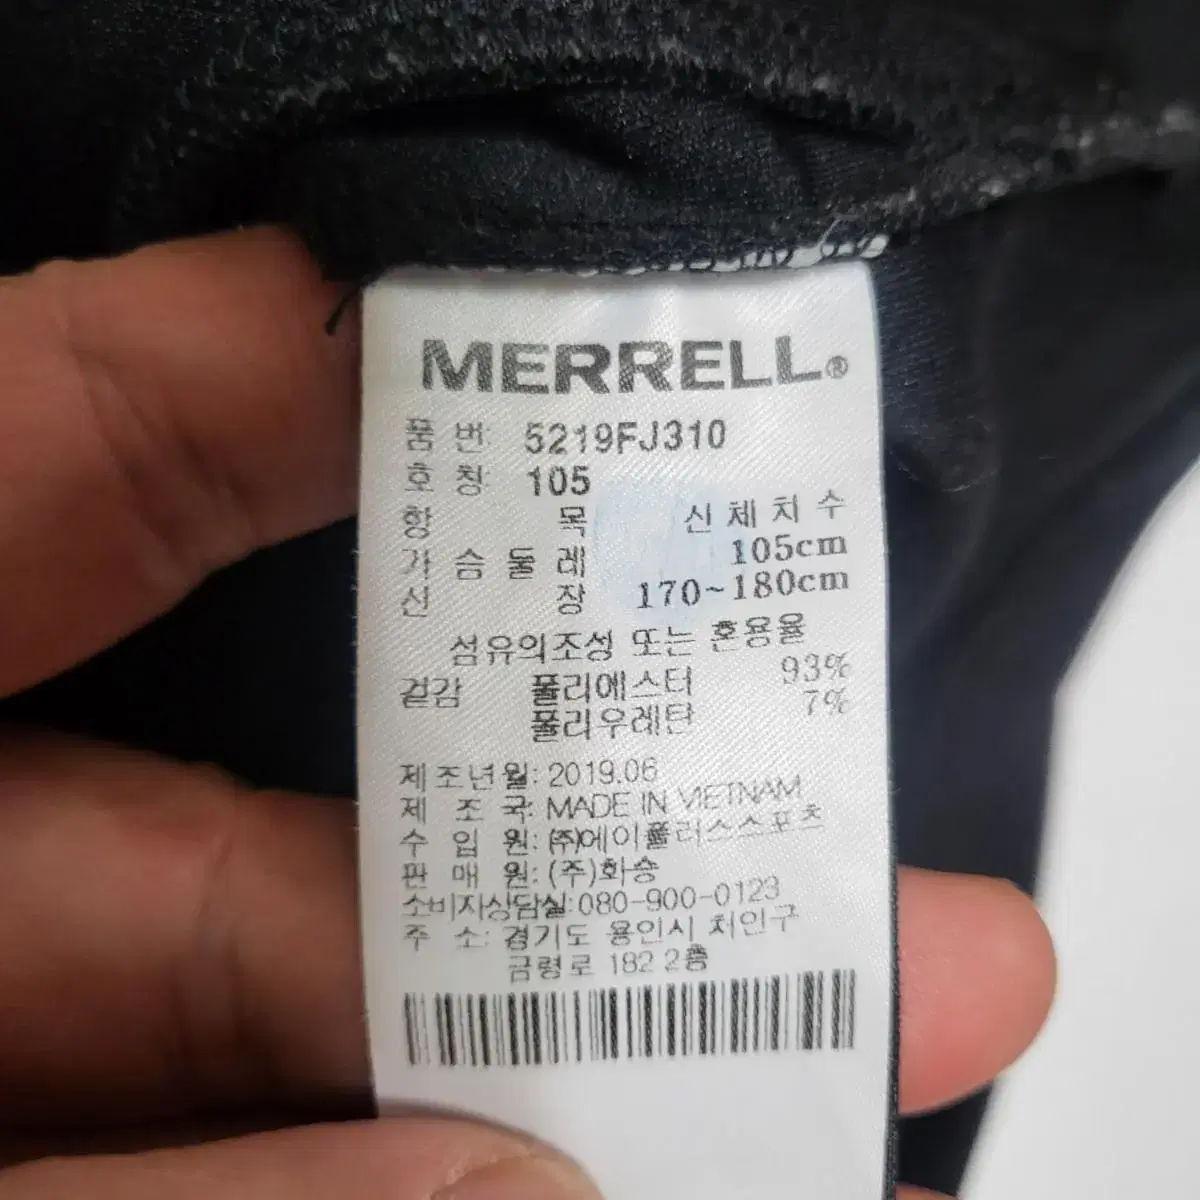 MERRELL®
품 번: 5219FJ310
호 칭: 105
항 목 신체치수
가슴둘레 105cm
신 장 170~180cm
섬유의조성 또는 혼용율
겉감 폴리에스터 93%
폴리우레탄 7%
제조년월: 2019.06
제 조 국: MADE IN VIETNAM
수 입 원: (주)에이플러스스포츠
판 매 원: (주)화승
소비자상담실: 080-900-0123
주 소: 경기도 용인시 처인구
금령로 182 2층